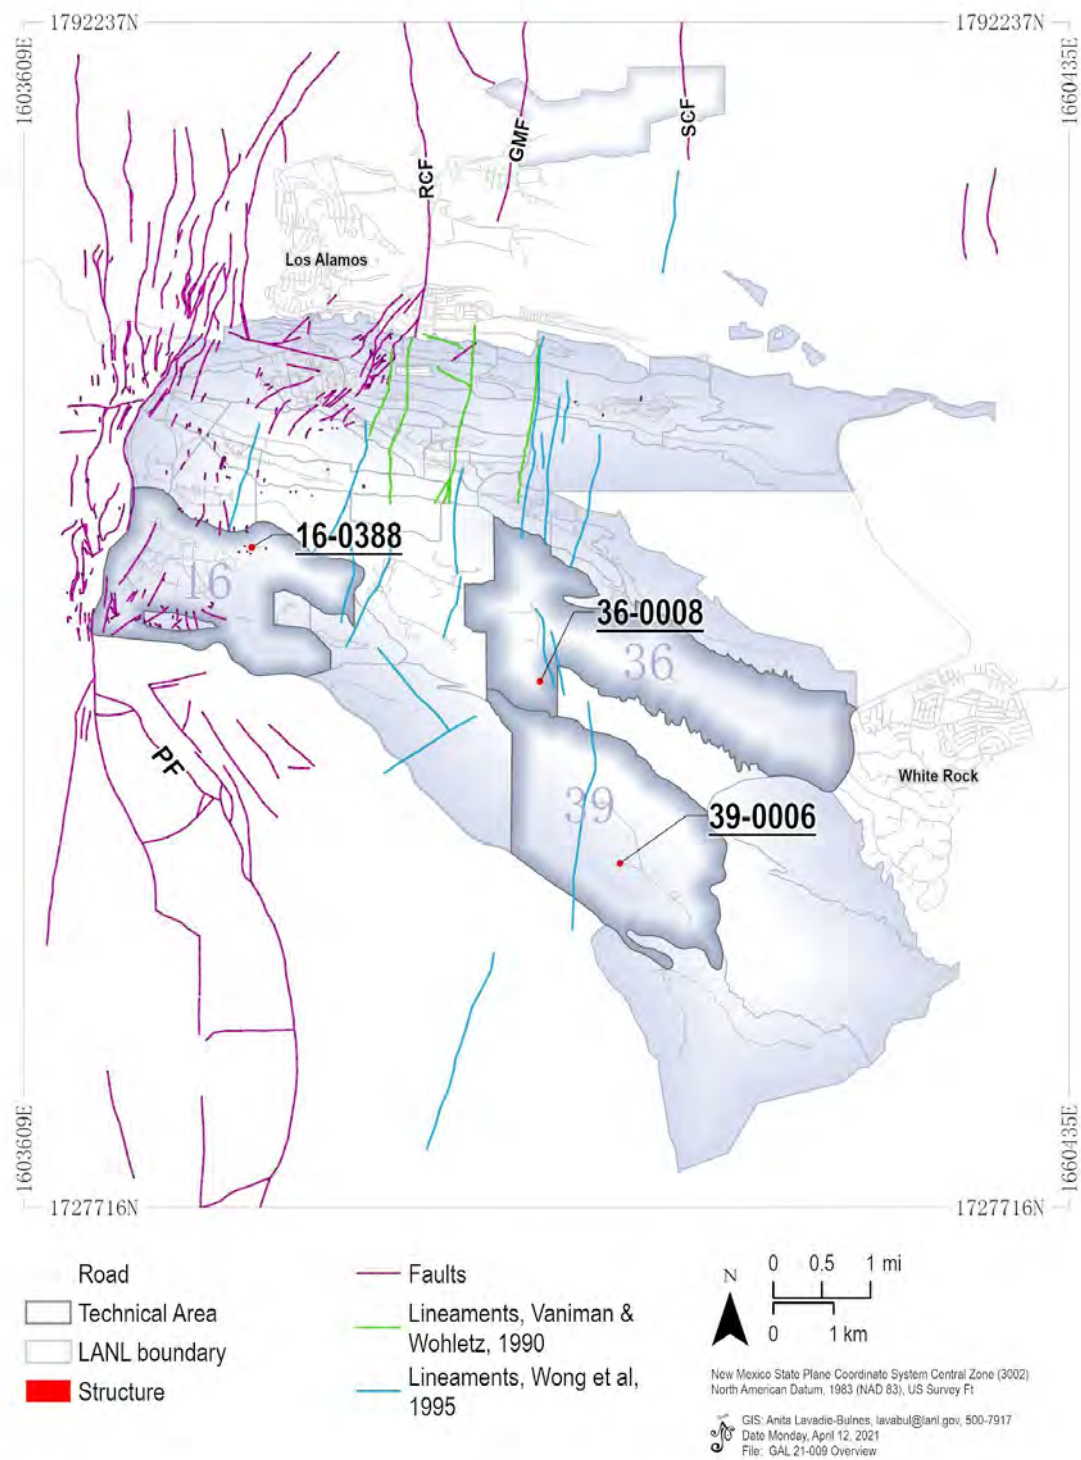 1792237N
1792237N
1603609E
1660435E
SCF
GMF
RCF
Los Alamos
16-0388
16
36-0008
36
PF
White Rock
39
39-0006
1603609E
1660435E
1727716N
1727716N
Road
Technical Area
LANL boundary
Structure
Faults
Lineaments, Vaniman &
Wohletz, 1990
Lineaments, Wong et al,
1995
N
0 0.5 1 mi
0 1 km
New Mexico State Plane Coordinate System Central Zone (3002)
North American Datum, 1983 (NAD 83), US Survey Ft
GIS: Anita Lavadie-Bulnes, lavabul@lanl.gov, 500-7917
Date Monday, April 12, 2021
File: GAL 21-009 Overview